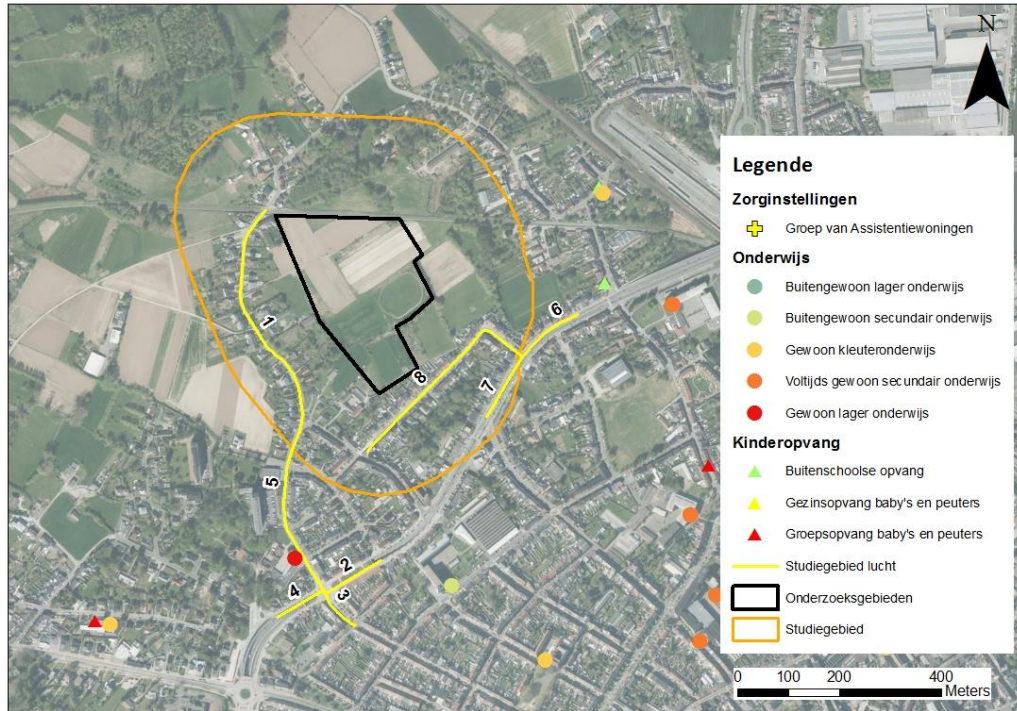 N
Legende
Zorginstellingen
Groep van Assistentiewoningen
Onderwijs
Buitengewoon lager onderwijs
Buitengewoon secundair onderwijs
Gewoon kleuteronderwijs
Voltijds gewoon secundair onderwijs
Gewoon lager onderwijs
Kinderopvang
Buitenschoolse opvang
Gezinsopvang baby's en peuters
Groepsopvang baby's en peuters
Studiegebied lucht
Onderzoeksgebieden
Studiegebied
0 100 200 400
Meters
1
6
8
7
5
2
4
3